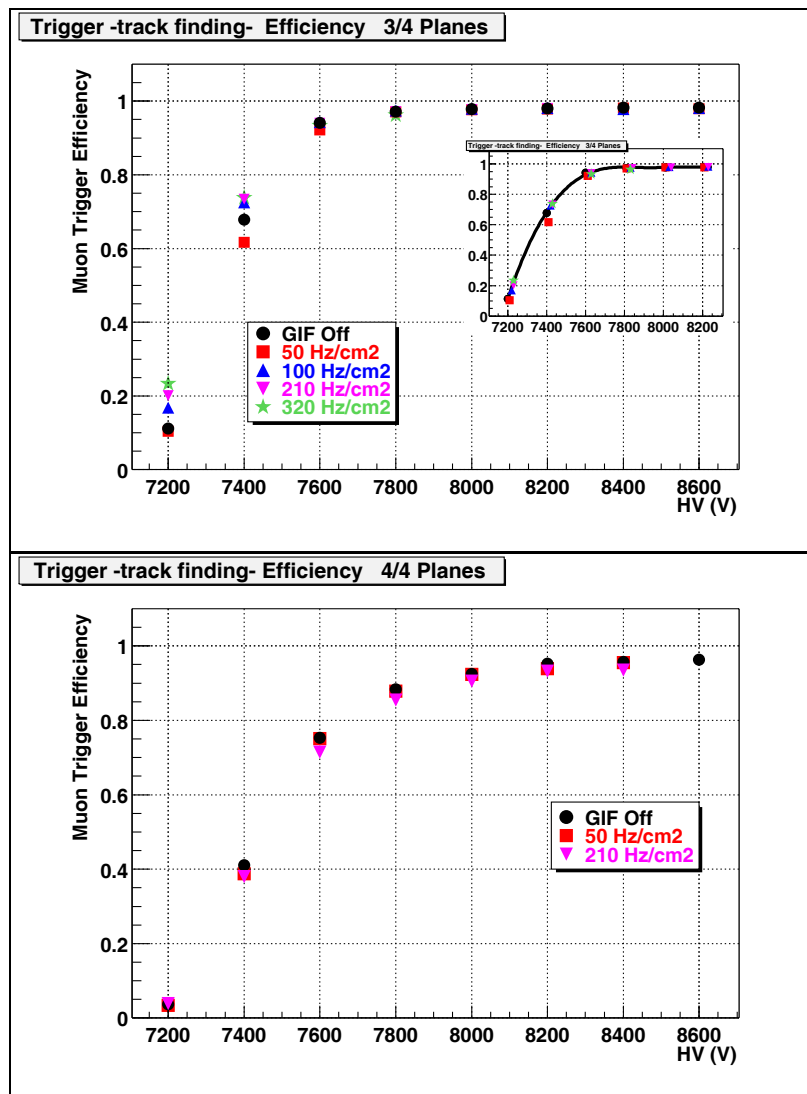 Trigger -track finding- Efficiency 3/4 Planes
Muon Trigger Efficiency
1
0.8
0.6
0.4
0.2
0
Trigger -track finding- Efficiency 3/4 Planes
1
0.8
0.6
0.4
0.2
0
7200 7400 7600 7800 8000 8200
GIF Off
50 Hz/cm2
100 Hz/cm2
210 Hz/cm2
320 Hz/cm2
7200 7400 7600 7800 8000 8200 8400 8600
HV (V)
Trigger -track finding- Efficiency 4/4 Planes
Muon Trigger Efficiency
1
0.8
0.6
0.4
0.2
0
GIF Off
50 Hz/cm2
210 Hz/cm2
7200 7400 7600 7800 8000 8200 8400 8600
HV (V)